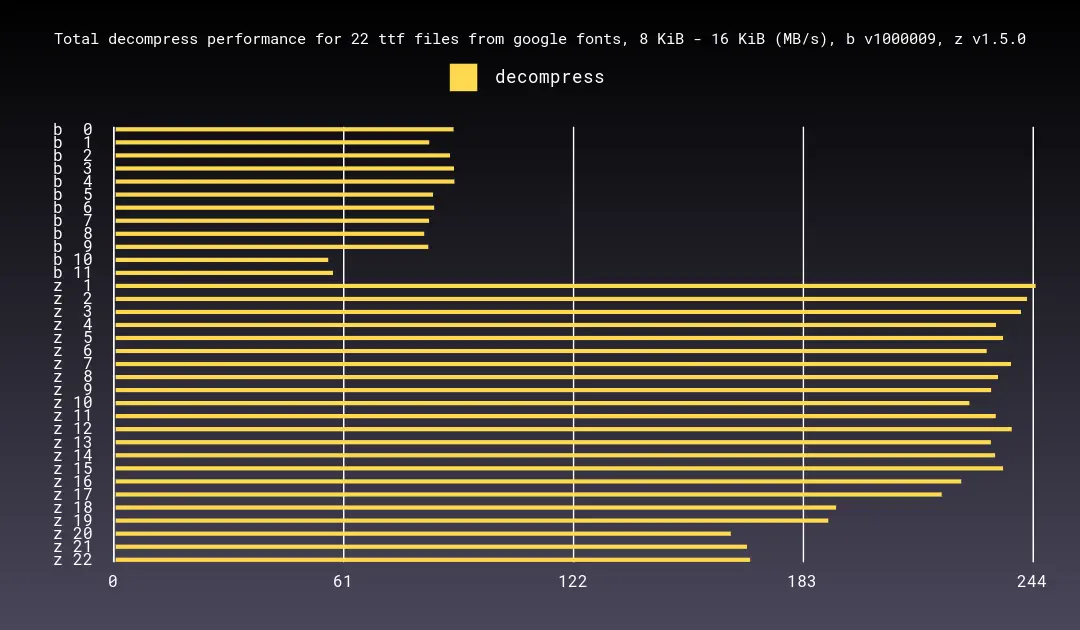 Total decompress performance for 22 ttf files from google fonts, 8 KiB - 16 KiB (MB/s), b v1000009, z v1.5.0
decompress
b 0
b 1
b 2
b 3
b 4
b 5
b 6
b 7
b 8
b 9
b 10
b 11
z 1
z 2
z 3
z 4
z 5
z 6
z 7
z 8
z 9
z 10
z 11
z 12
z 13
z 14
z 15
z 16
z 17
z 18
z 19
z 20
z 21
z 22
0 61 122 183 244